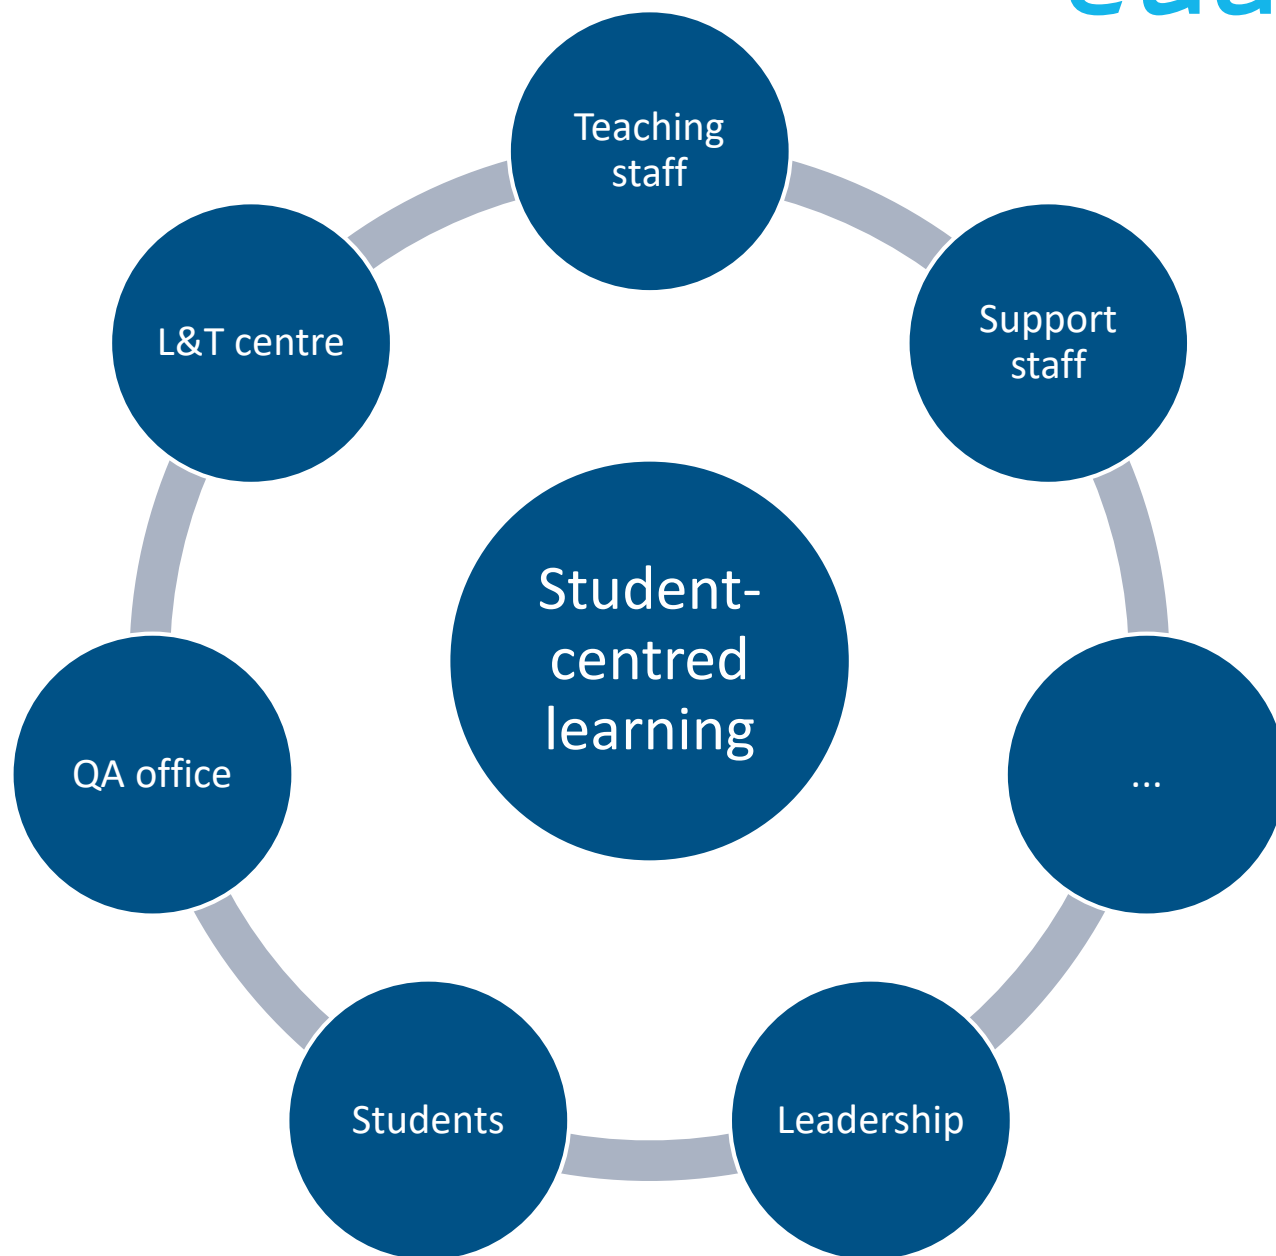 Teaching
staff
Support
staff
...
Leadership
Students
QA office
L&T centre
Student-
centred
learning